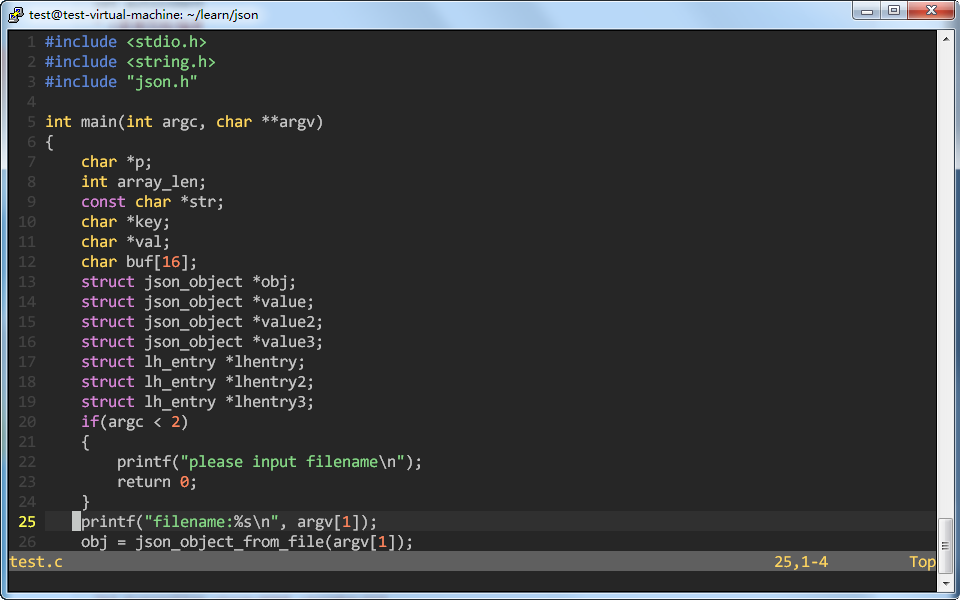 test@test-virtual-machine: ~/learn/json
1 #include <stdio.h>
2 #include <string.h>
3 #include "json.h"
4
5 int main(int argc, char **argv)
6 {
7     char *p;
8     int array_len;
9     const char *str;
10     char *key;
11     char *val;
12     char buf[16];
13     struct json_object *obj;
14     struct json_object *value;
15     struct json_object *value2;
16     struct json_object *value3;
17     struct lh_entry *lhentry;
18     struct lh_entry *lhentry2;
19     struct lh_entry *lhentry3;
20     if(argc < 2)
21     {
22         printf("please input filename\n");
23         return 0;
24     }
25     printf("filename:%s\n", argv[1]);
26     obj = json_object_from_file(argv[1]);
test.c 25,1-4 Top